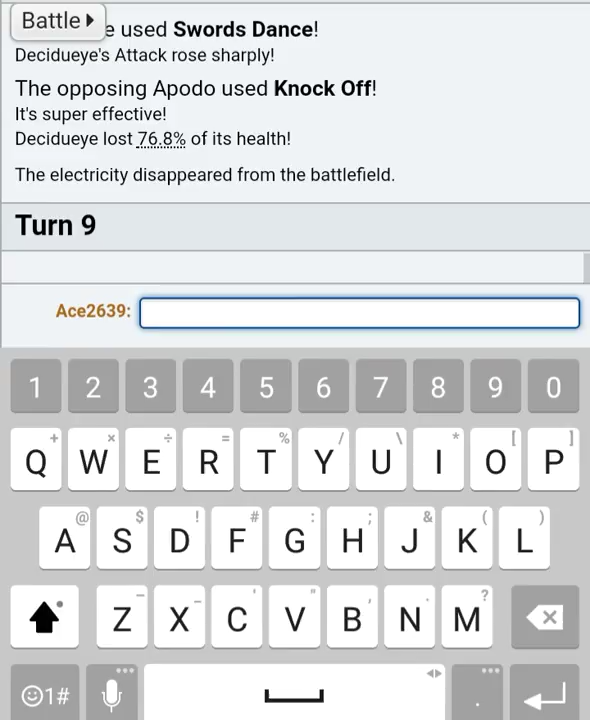 Battle
e used Swords Dance!
Decidueye's Attack rose sharply!
The opposing Apodo used Knock Off!
It's super effective!
Decidueye lost 76.8% of its health!
The electricity disappeared from the battlefield.
Turn 9
Ace2639:
1 2 3 4 5 6 7 8 9 0
+ × ÷ = % / \ * [ ]
Q W E R T Y U I O P
@ $ ! # : ; & ( )
A S D F G H J K L
- _ ' " , . ?
Z X C V B N M
1# .